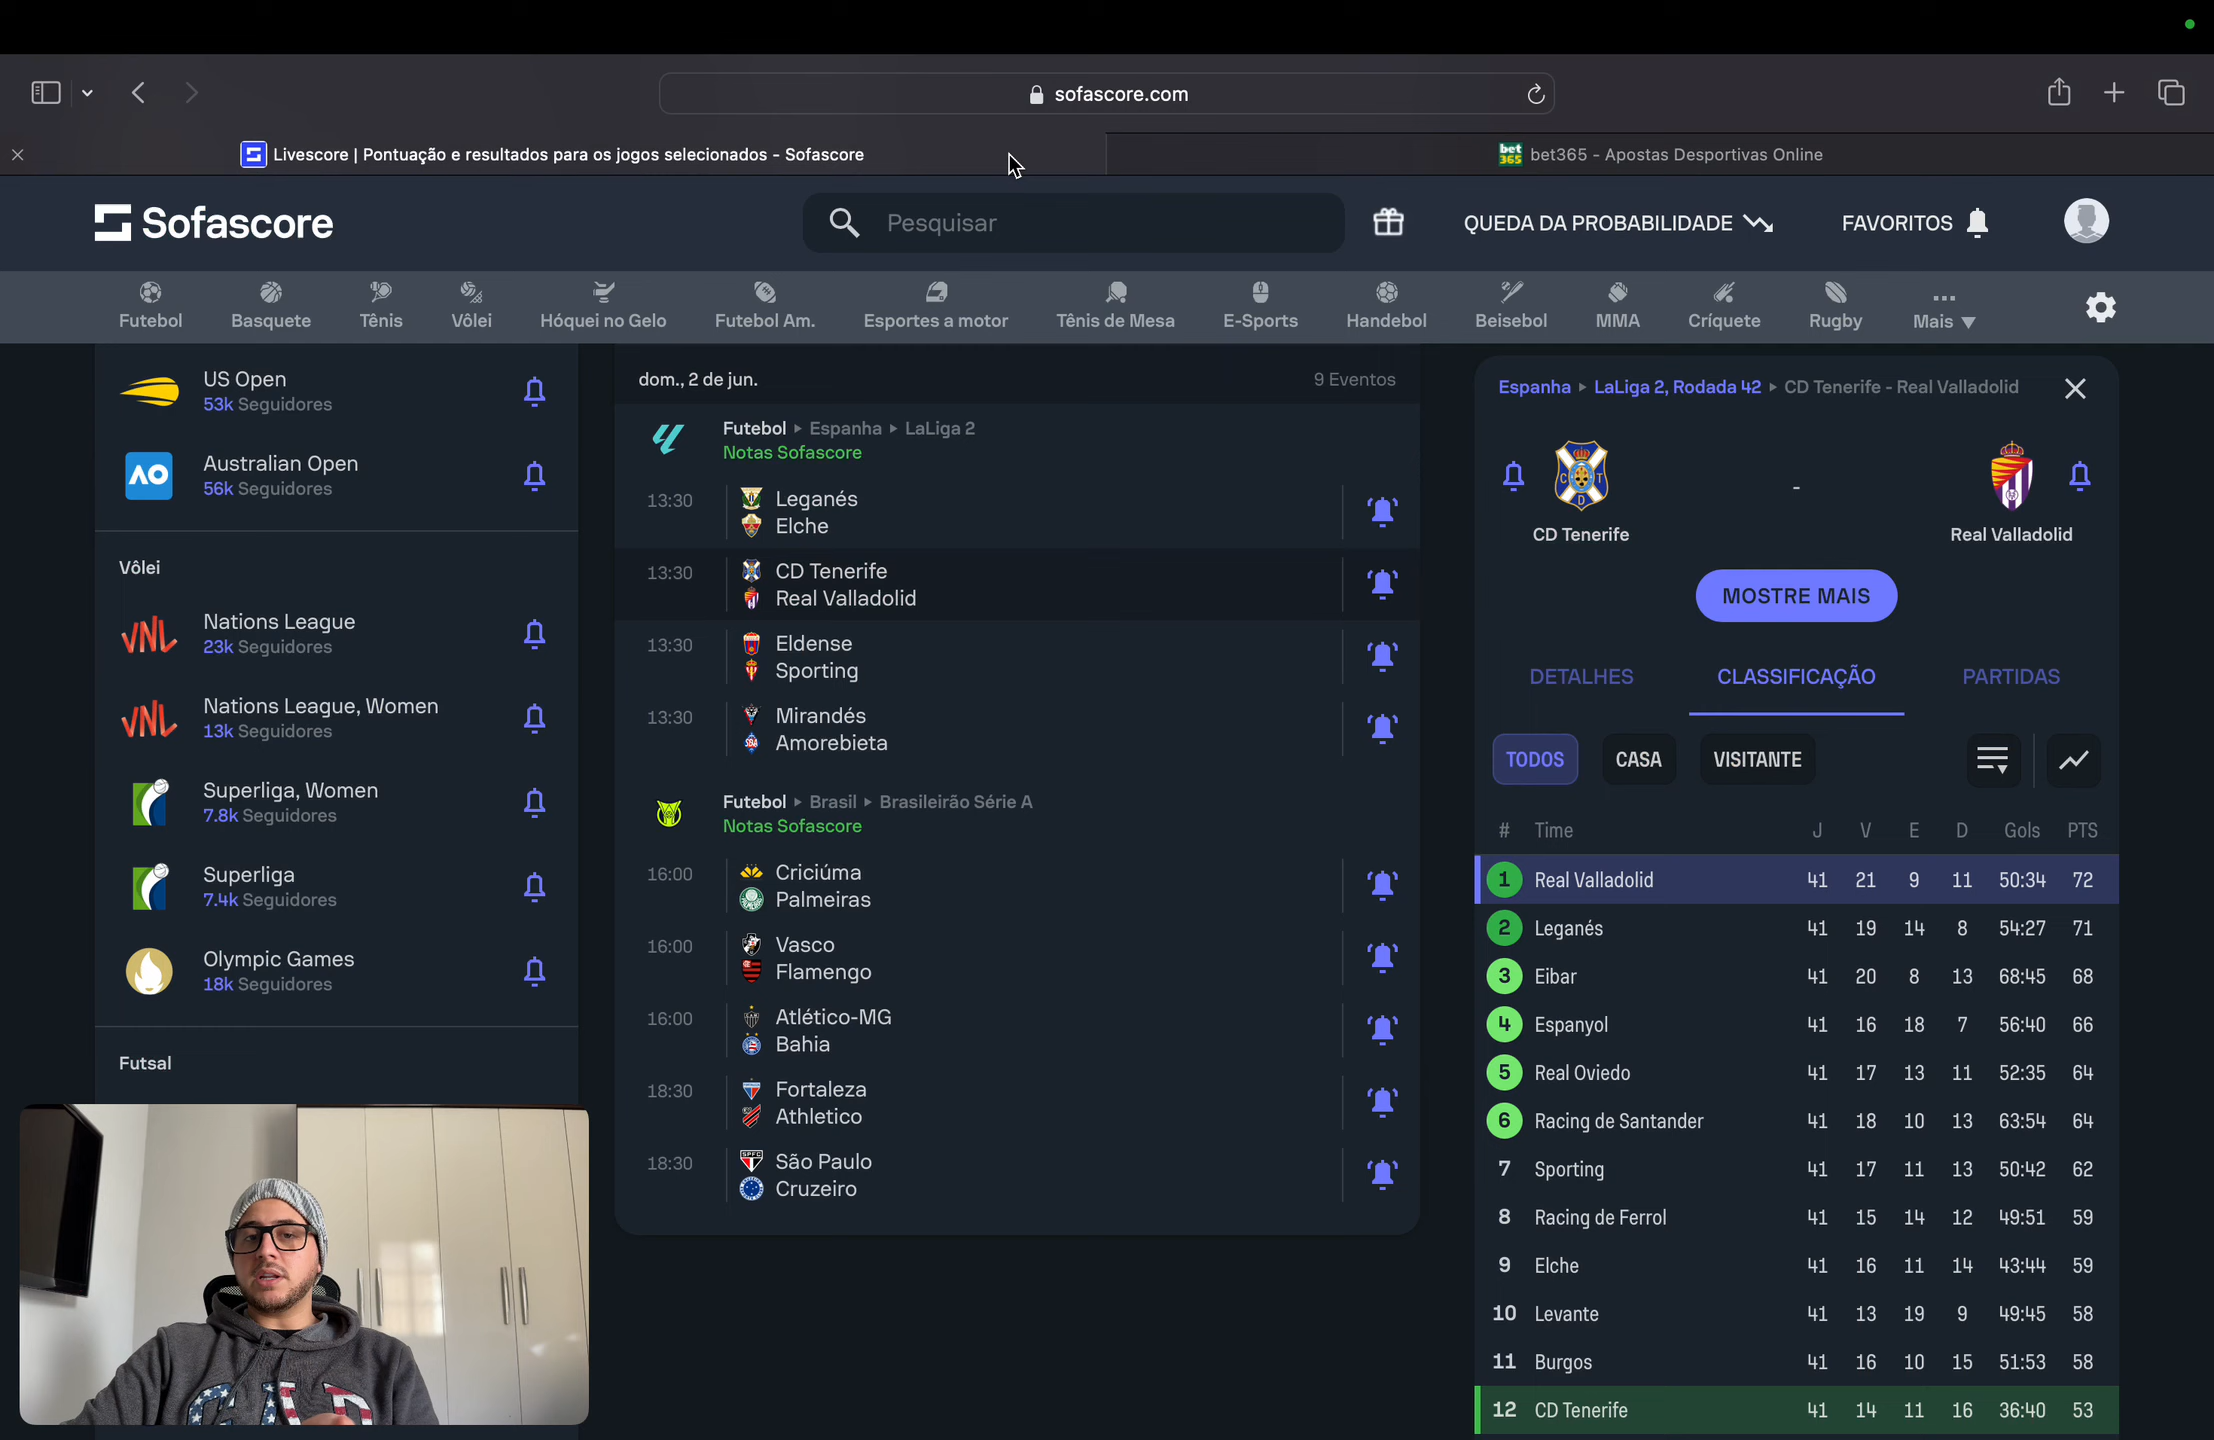 sofascore.com
Livescore | Pontuação e resultados para os jogos selecionados - Sofascore
bet365
bet365 - Apostas Desportivas Online
Sofascore
Pesquisar
QUEDA DA PROBABILIDADE
FAVORITOS
Futebol
Basquete
Tênis
Vôlei
Hóquei no Gelo
Futebol Am.
Esportes a motor
Tênis de Mesa
E-Sports
Handebol
Beisebol
MMA
Críquete
Rugby
Mais
US Open
53k Seguidores
AO
Australian Open
56k Seguidores
Vôlei
VNL
Nations League
23k Seguidores
VNL
Nations League, Women
13k Seguidores
Superliga, Women
7.8k Seguidores
Superliga
7.4k Seguidores
Olympic Games
18k Seguidores
Futsal
dom., 2 de jun.
9 Eventos
Futebol Espanha LaLiga 2
Notas Sofascore
13:30
Leganés
Elche
13:30
CD Tenerife
Real Valladolid
13:30
Eldense
Sporting
13:30
Mirandés
Amorebieta
Futebol Brasil Brasileirão Série A
Notas Sofascore
16:00
Criciúma
Palmeiras
16:00
Vasco
Flamengo
16:00
Atlético-MG
Bahia
18:30
Fortaleza
Athletico
18:30
São Paulo
Cruzeiro
Espanha LaLiga 2, Rodada 42 CD Tenerife - Real Valladolid
CD Tenerife
-
Real Valladolid
MOSTRE MAIS
DETALHES
CLASSIFICAÇÃO
PARTIDAS
TODOS
CASA
VISITANTE
# Time J V E D Gols PTS
1 Real Valladolid 41 21 9 11 50:34 72
2 Leganés 41 19 14 8 54:27 71
3 Eibar 41 20 8 13 68:45 68
4 Espanyol 41 16 18 7 56:40 66
5 Real Oviedo 41 17 13 11 52:35 64
6 Racing de Santander 41 18 10 13 63:54 64
7 Sporting 41 17 11 13 50:42 62
8 Racing de Ferrol 41 15 14 12 49:51 59
9 Elche 41 16 11 14 43:44 59
10 Levante 41 13 19 9 49:45 58
11 Burgos 41 16 10 15 51:53 58
12 CD Tenerife 41 14 11 16 36:40 53